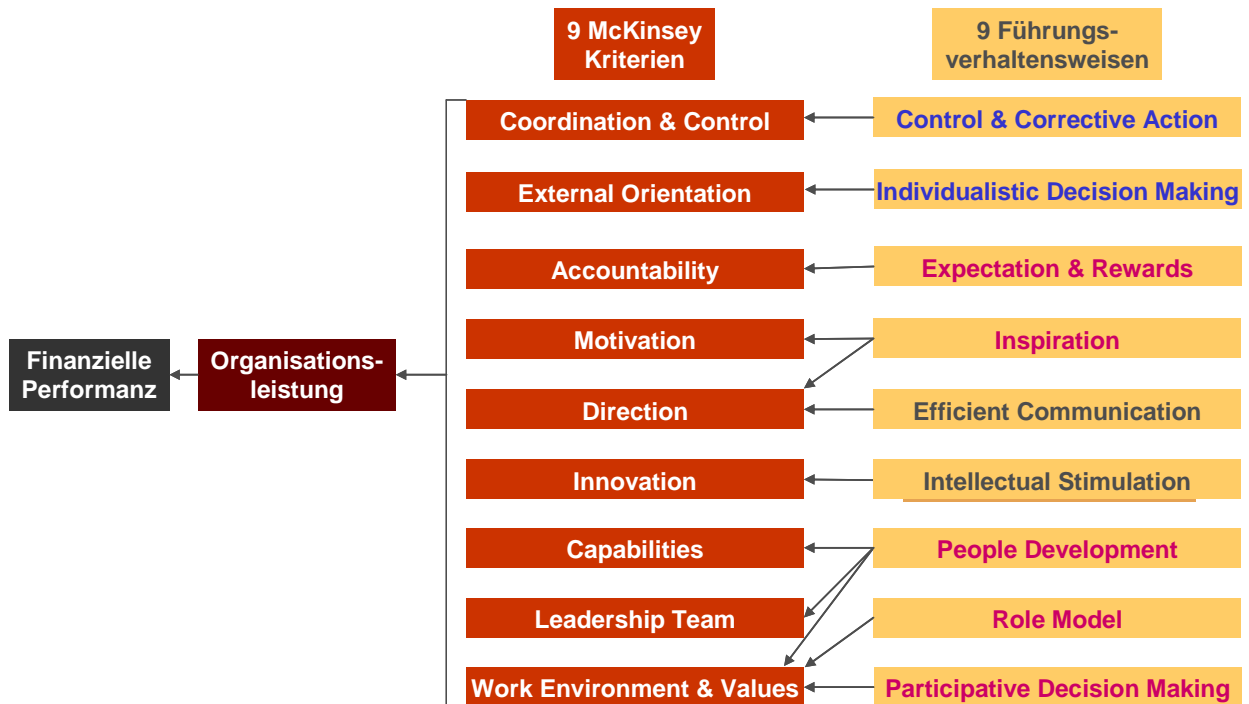 9 McKinsey
Kriterien
9 Führungs-
verhaltensweisen
Coordination & Control
Control & Corrective Action
External Orientation
Individualistic Decision Making
Accountability
Expectation & Rewards
Motivation
Inspiration
Finanzielle
Performanz
Organisations-
leistung
Direction
Efficient Communication
Innovation
Intellectual Stimulation
Capabilities
People Development
Leadership Team
Role Model
Work Environment & Values
Participative Decision Making